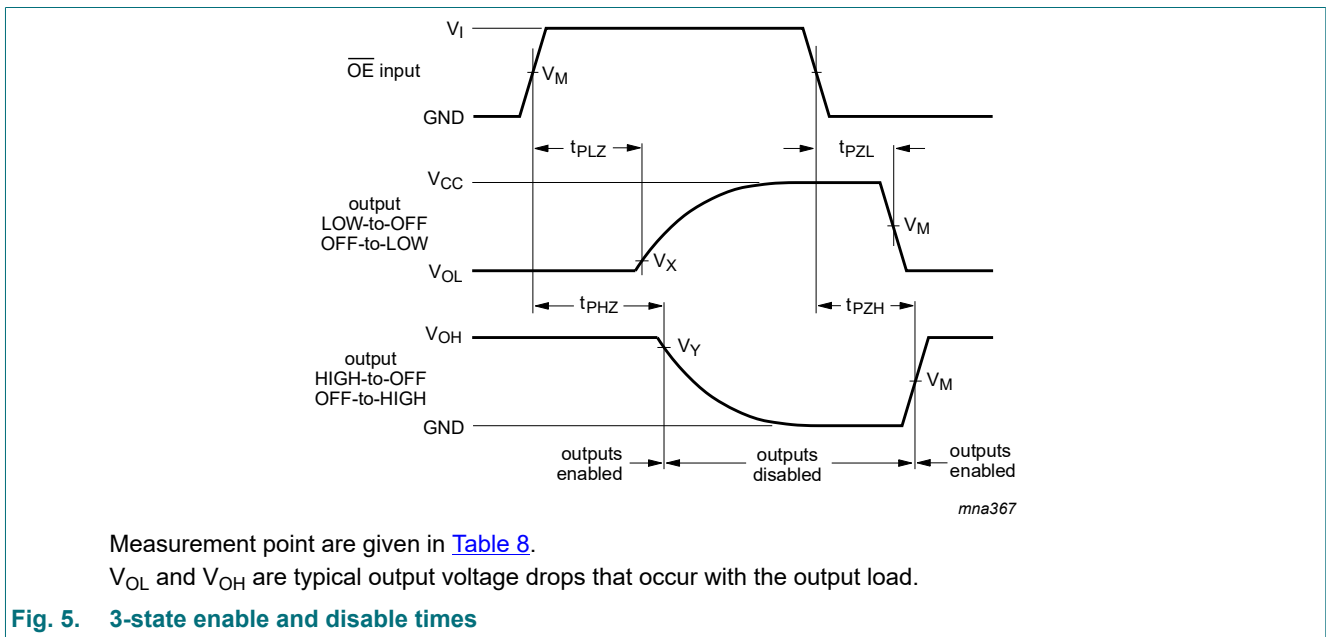 V_I
O̅E̅ input
V_M
GND
t_PLZ
t_PZL
V_CC
output
LOW-to-OFF
OFF-to-LOW
V_M
V_X
V_OL
t_PHZ
t_PZH
V_OH
V_Y
output
HIGH-to-OFF
OFF-to-HIGH
V_M
GND
outputs
enabled
outputs
disabled
outputs
enabled
mna367
Measurement point are given in Table 8.
V_OL and V_OH are typical output voltage drops that occur with the output load.
Fig. 5. 3-state enable and disable times